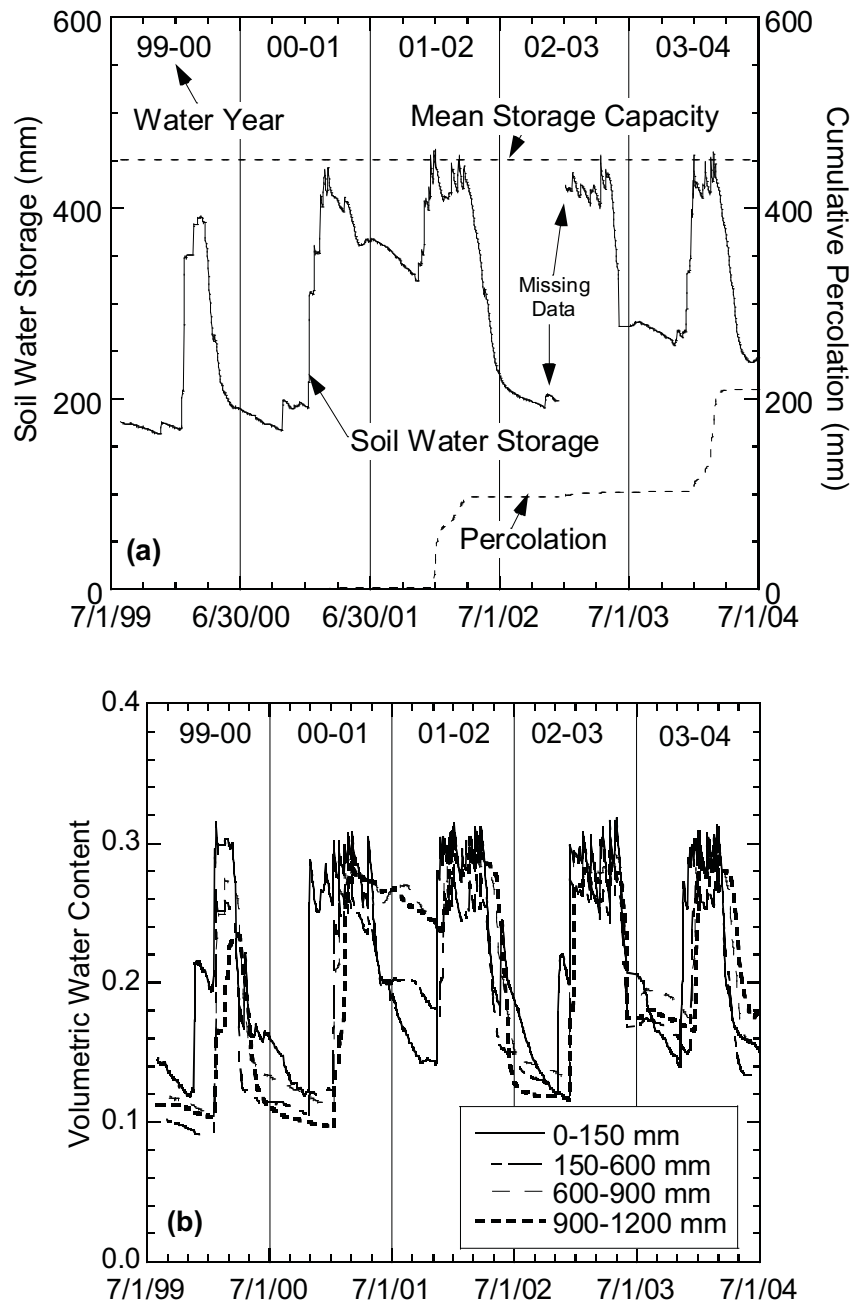 600
99-00 00-01 01-02 02-03 03-04
600
Water Year
Mean Storage Capacity
Soil Water Storage (mm)
Cumulative Percolation (mm)
400
400
Missing
Data
200
200
Soil Water Storage
Percolation
(a)
0
0
7/1/99 6/30/00 6/30/01 7/1/02 7/1/03 7/1/04
0.4
99-00 00-01 01-02 02-03 03-04
0.3
Volumetric Water Content
0.2
0.1
0-150 mm
150-600 mm
600-900 mm
900-1200 mm
(b)
0.0
7/1/99 7/1/00 7/1/01 7/1/02 7/1/03 7/1/04